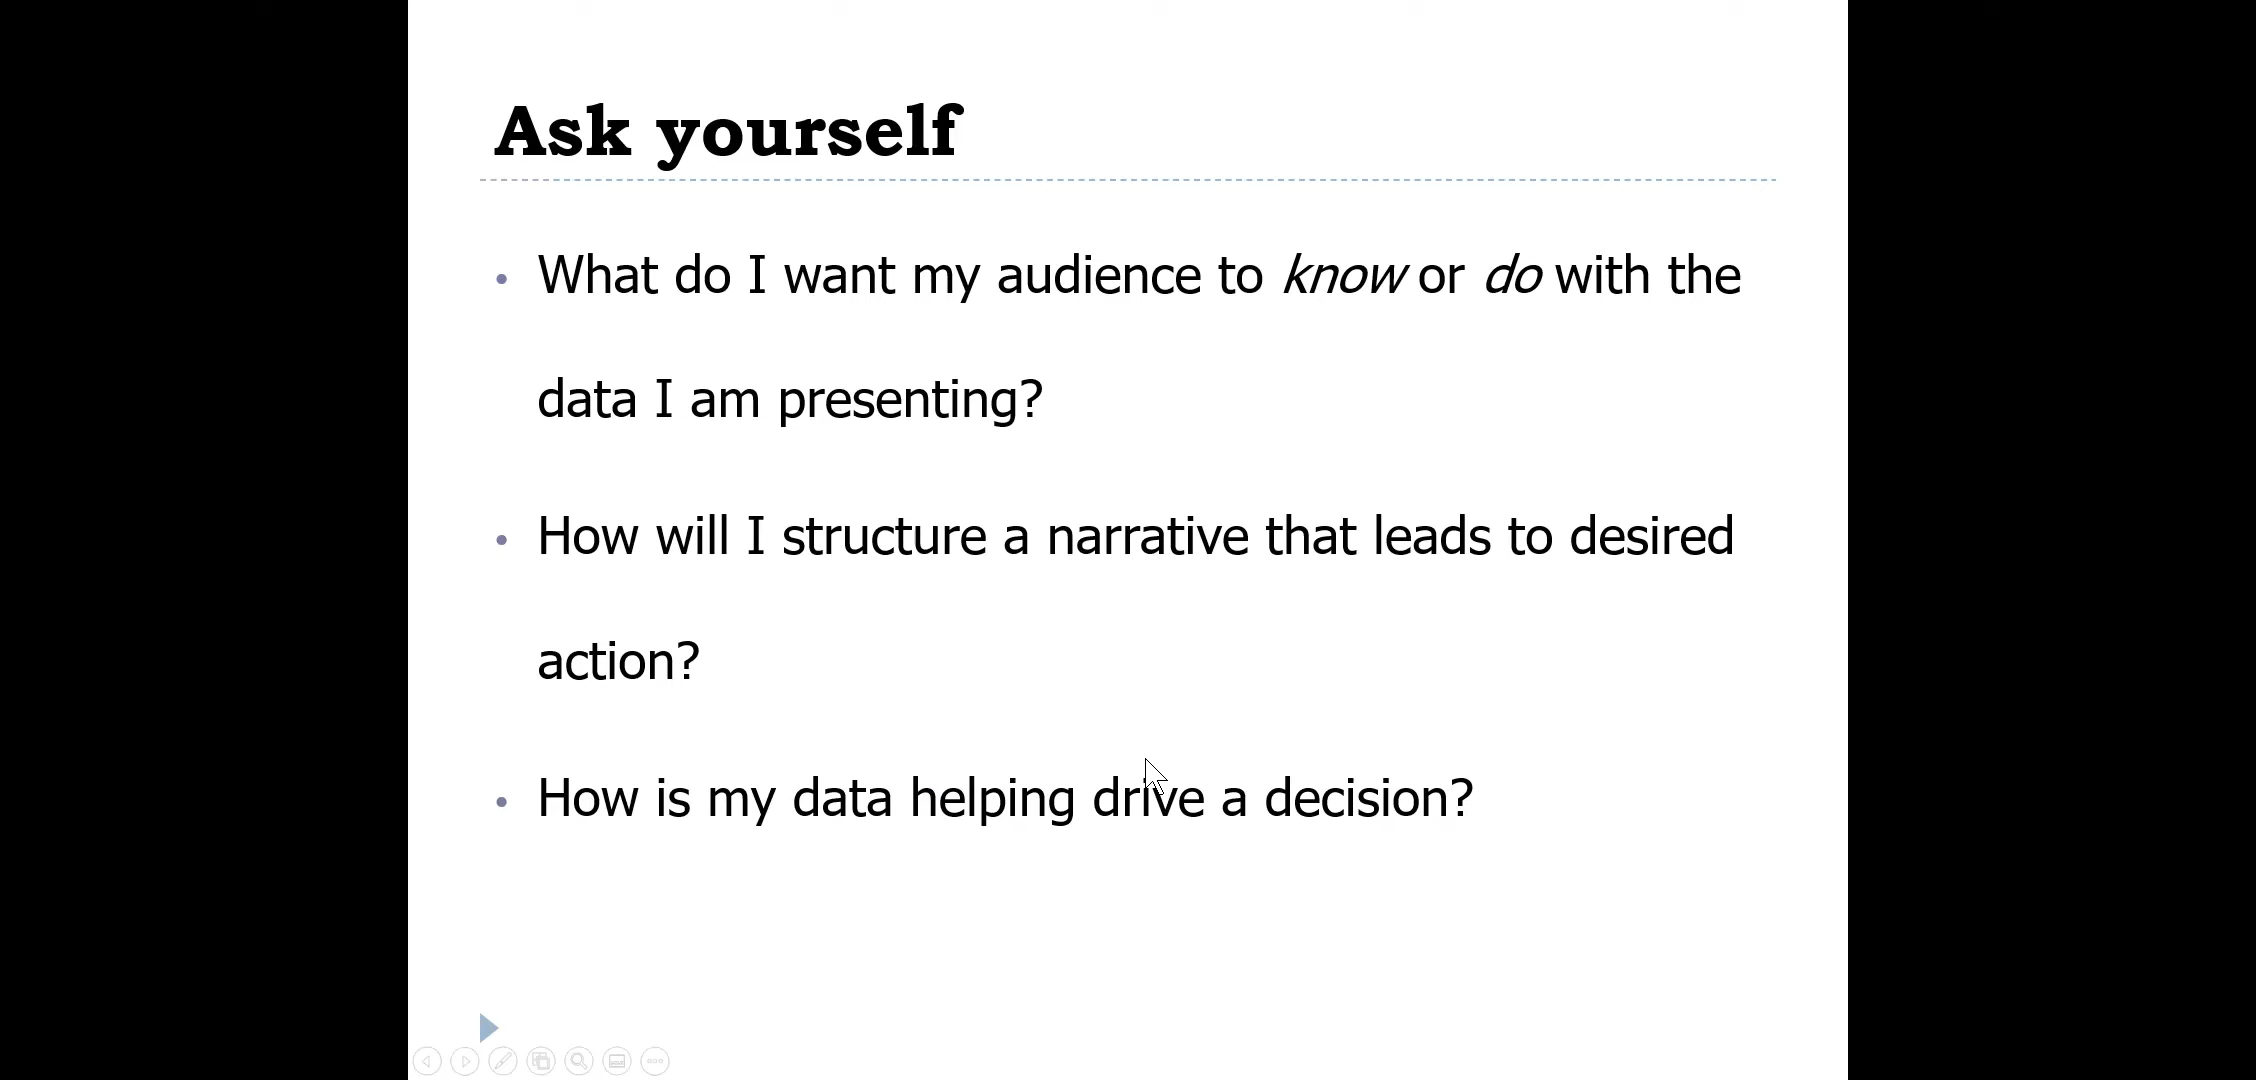 Ask yourself
• What do I want my audience to know or do with the
data I am presenting?
• How will I structure a narrative that leads to desired
action?
• How is my data helping drive a decision?